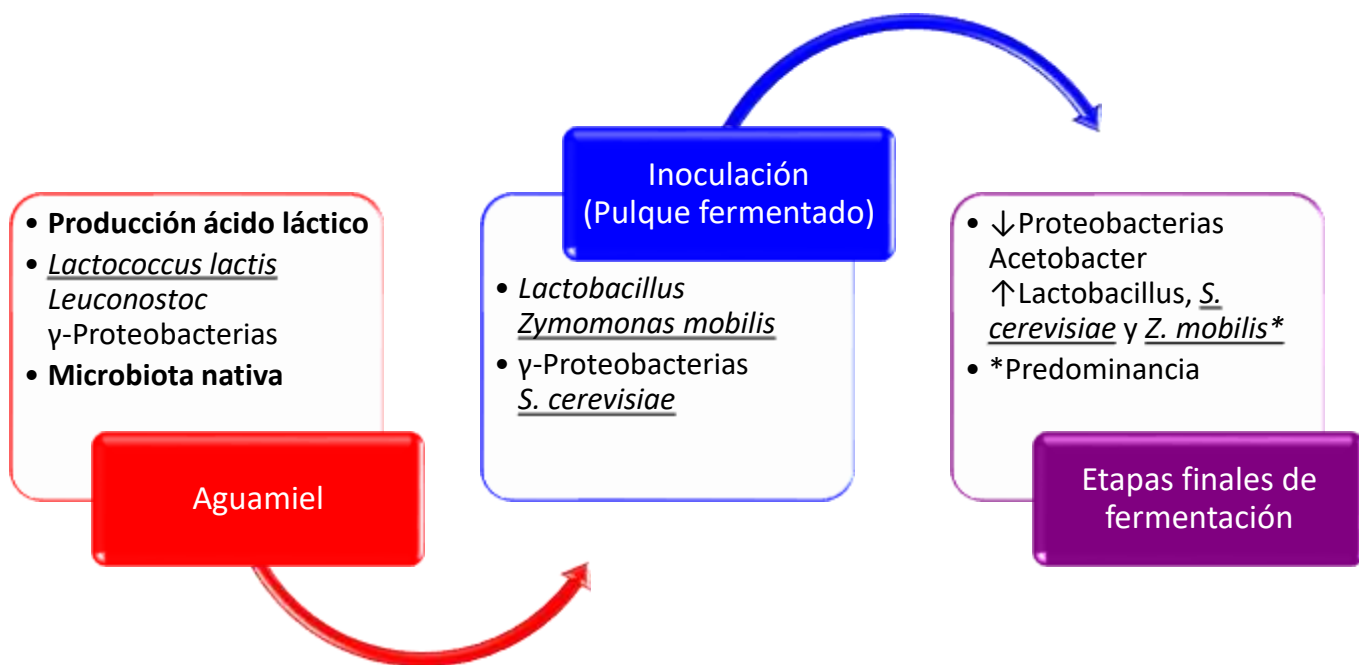 • Producción ácido láctico
• Lactococcus lactis
Leuconostoc
γ-Proteobacterias
• Microbiota nativa
Aguamiel
Inoculación
(Pulque fermentado)
• Lactobacillus
Zymomonas mobilis
• γ-Proteobacterias
S. cerevisiae
• ↓Proteobacterias
Acetobacter
↑Lactobacillus, S.
cerevisiae y Z. mobilis*
• *Predominancia
Etapas finales de
fermentación